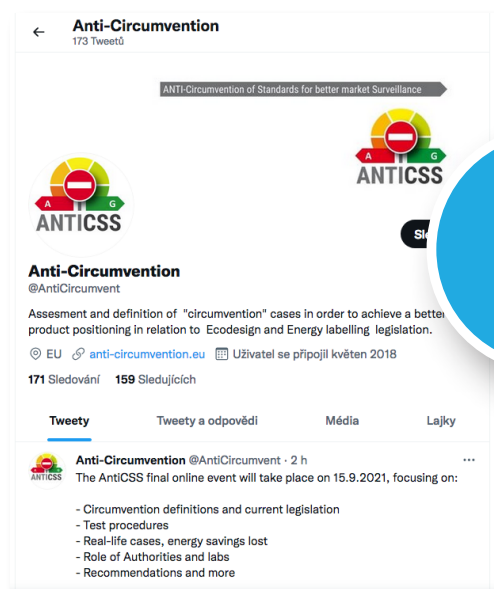 Anti-Circumvention
173 Tweetů
ANTI-Circumvention of Standards for better market Surveillance
A G
ANTICSS
A G
ANTICSS
Anti-Circumvention
@AntiCircumvent
Assesment and definition of "circumvention" cases in order to achieve a better
product positioning in relation to Ecodesign and Energy labelling legislation.
EU anti-circumvention.eu Uživatel se připojil květen 2018
171 Sledování 159 Sledujících
Tweety Tweety a odpovědi Média Lajky
Anti-Circumvention @AntiCircumvent · 2 h
ANTICSS
The AntiCSS final online event will take place on 15.9.2021, focusing on:
- Circumvention definitions and current legislation
- Test procedures
- Real-life cases, energy savings lost
- Role of Authorities and labs
- Recommendations and more